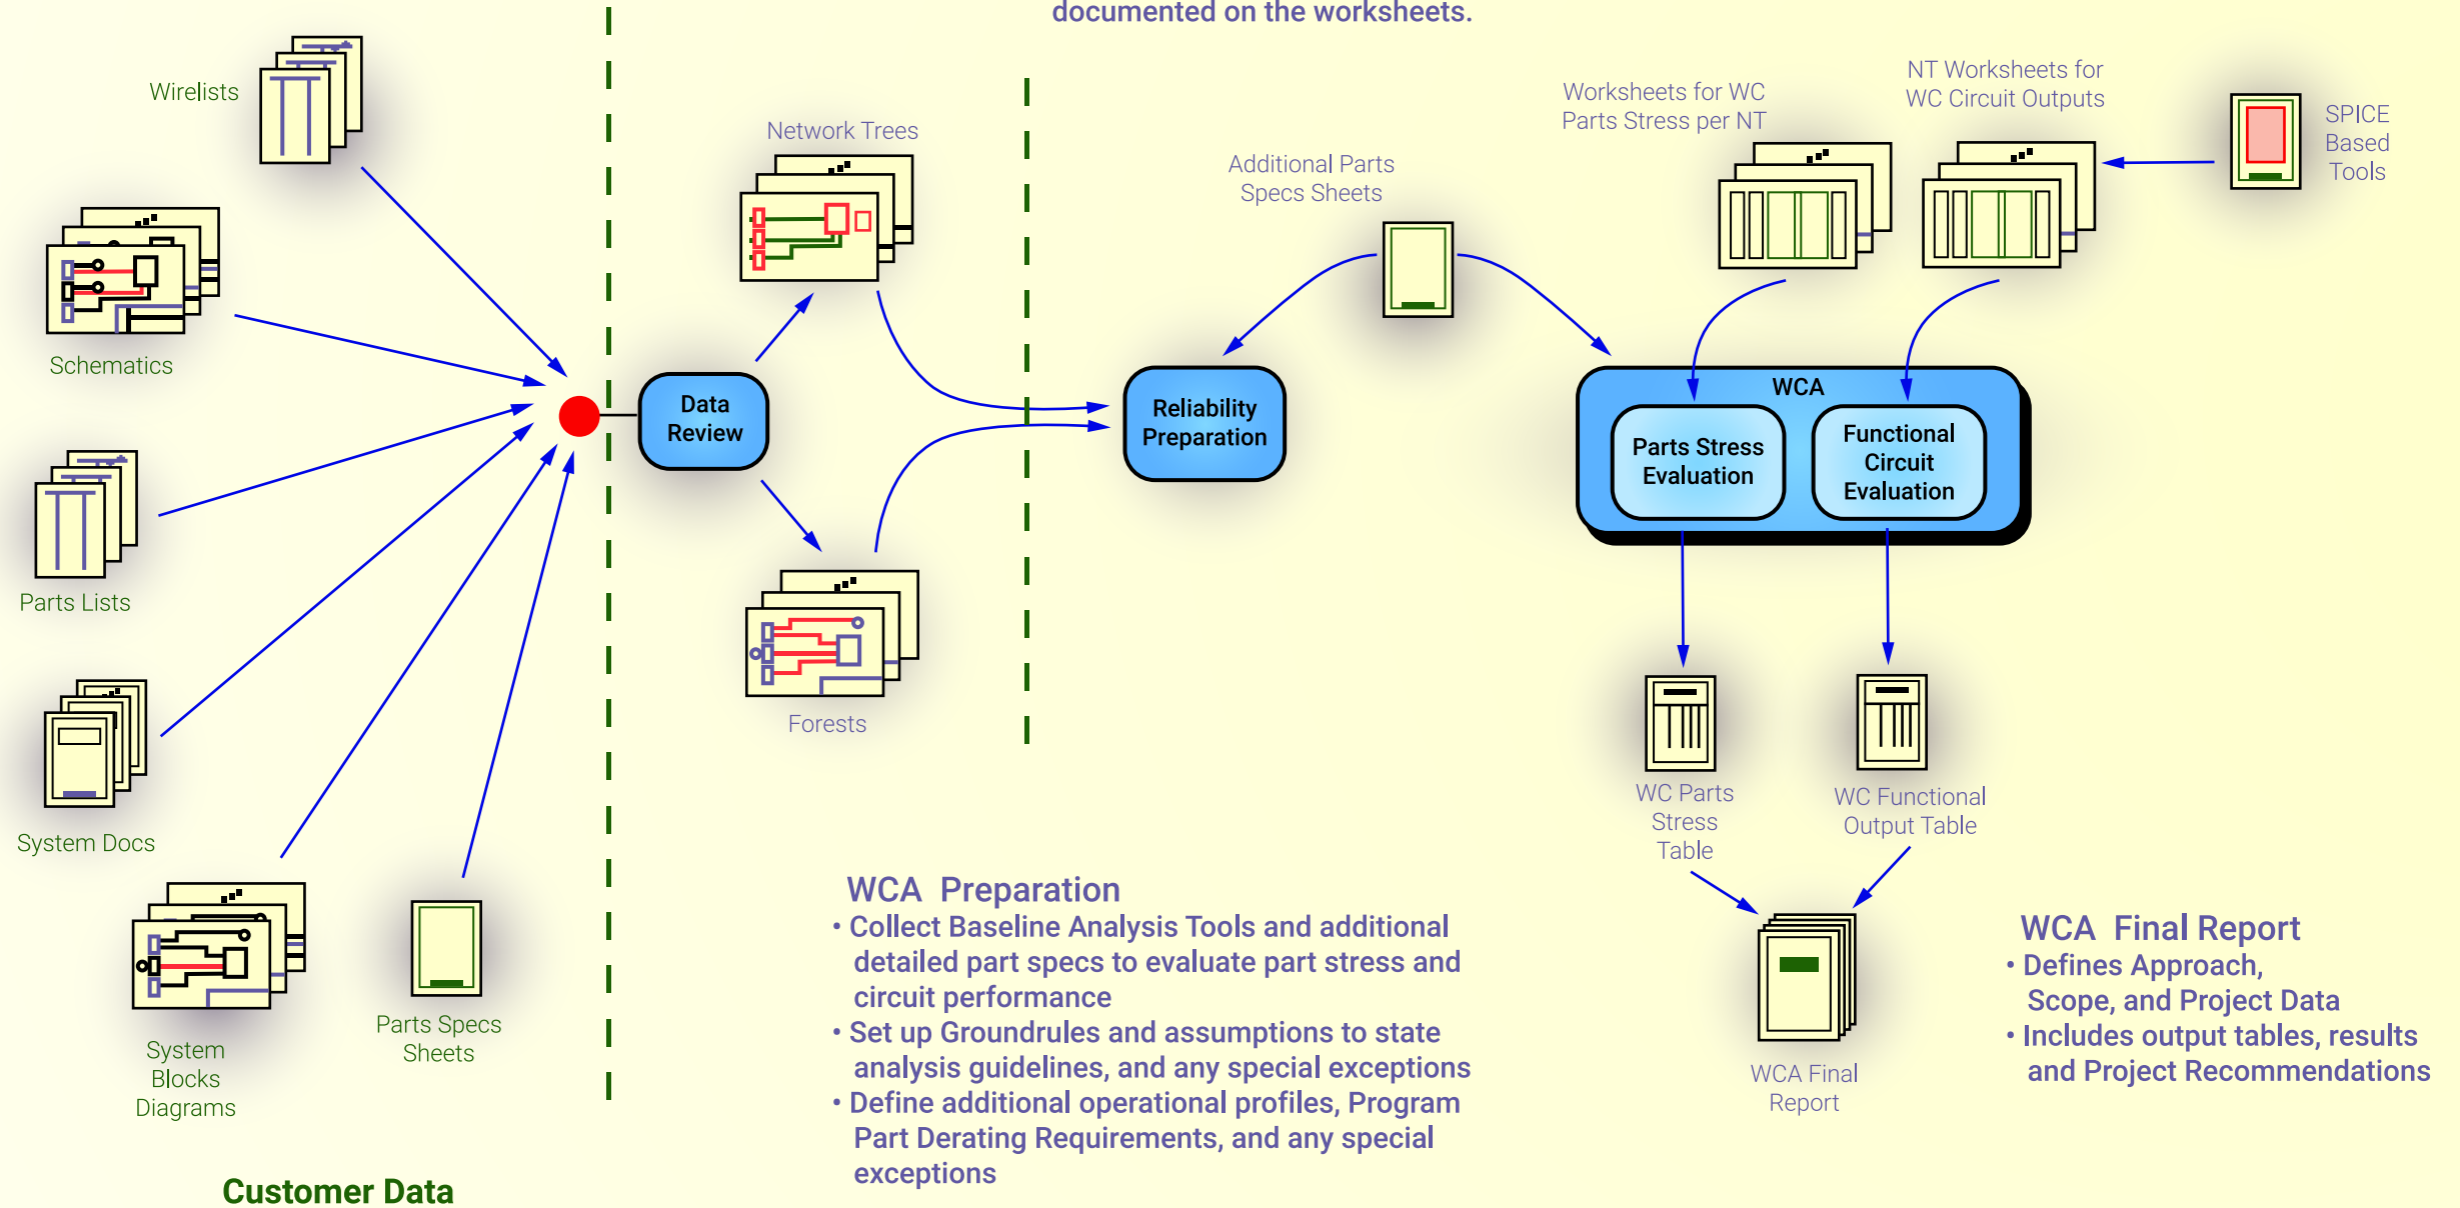 documented on the worksheets.
Wirelists
Schematics
Parts Lists
System Docs
System
Blocks
Diagrams
Parts Specs
Sheets
Customer Data
Data
Review
Network Trees
Forests
Additional Parts
Specs Sheets
Reliability
Preparation
Worksheets for WC
Parts Stress per NT
NT Worksheets for
WC Circuit Outputs
SPICE
Based
Tools
WCA
Parts Stress
Evaluation
Functional
Circuit
Evaluation
WC Parts
Stress
Table
WC Functional
Output Table
WCA Final
Report
WCA Preparation
• Collect Baseline Analysis Tools and additional
detailed part specs to evaluate part stress and
circuit performance
• Set up Groundrules and assumptions to state
analysis guidelines, and any special exceptions
• Define additional operational profiles, Program
Part Derating Requirements, and any special
exceptions
WCA Final Report
• Defines Approach,
Scope, and Project Data
• Includes output tables, results
and Project Recommendations